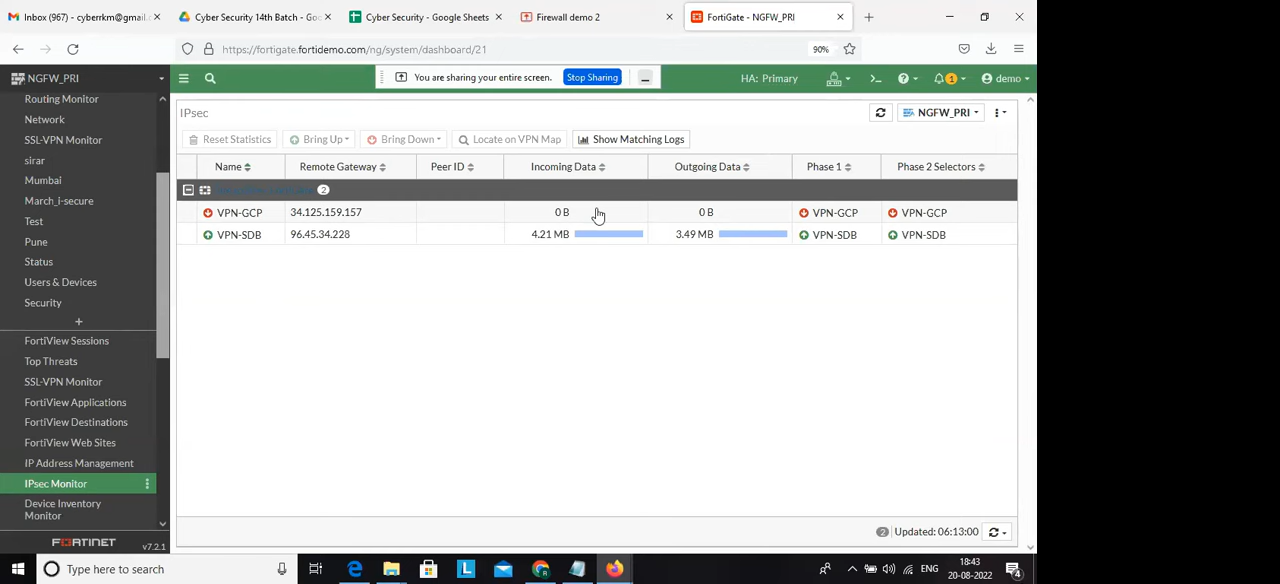 Inbox (967) - cyberrkm@gmail.c
Cyber Security 14th Batch - Goo
Cyber Security - Google Sheets
Firewall demo 2
FortiGate - NGFW_PRI
https://fortigate.fortidemo.com/ng/system/dashboard/21
90%
NGFW_PRI
You are sharing your entire screen.
Stop Sharing
HA: Primary
1
demo
Routing Monitor
Network
SSL-VPN Monitor
sirar
Mumbai
March_i-secure
Test
Pune
Status
Users & Devices
Security
+
FortiView Sessions
Top Threats
SSL-VPN Monitor
FortiView Applications
FortiView Destinations
FortiView Web Sites
IP Address Management
IPsec Monitor
Device Inventory
Monitor
FORTINET
v7.2.1
IPsec
NGFW_PRI
Reset Statistics
Bring Up
Bring Down
Locate on VPN Map
Show Matching Logs
Name
Remote Gateway
Peer ID
Incoming Data
Outgoing Data
Phase 1
Phase 2 Selectors
2
VPN-GCP
34.125.159.157
0 B
0 B
VPN-GCP
VPN-GCP
VPN-SDB
96.45.34.228
4.21 MB
3.49 MB
VPN-SDB
VPN-SDB
2
Updated: 06:13:00
Type here to search
ENG
18:43
20-08-2022
4